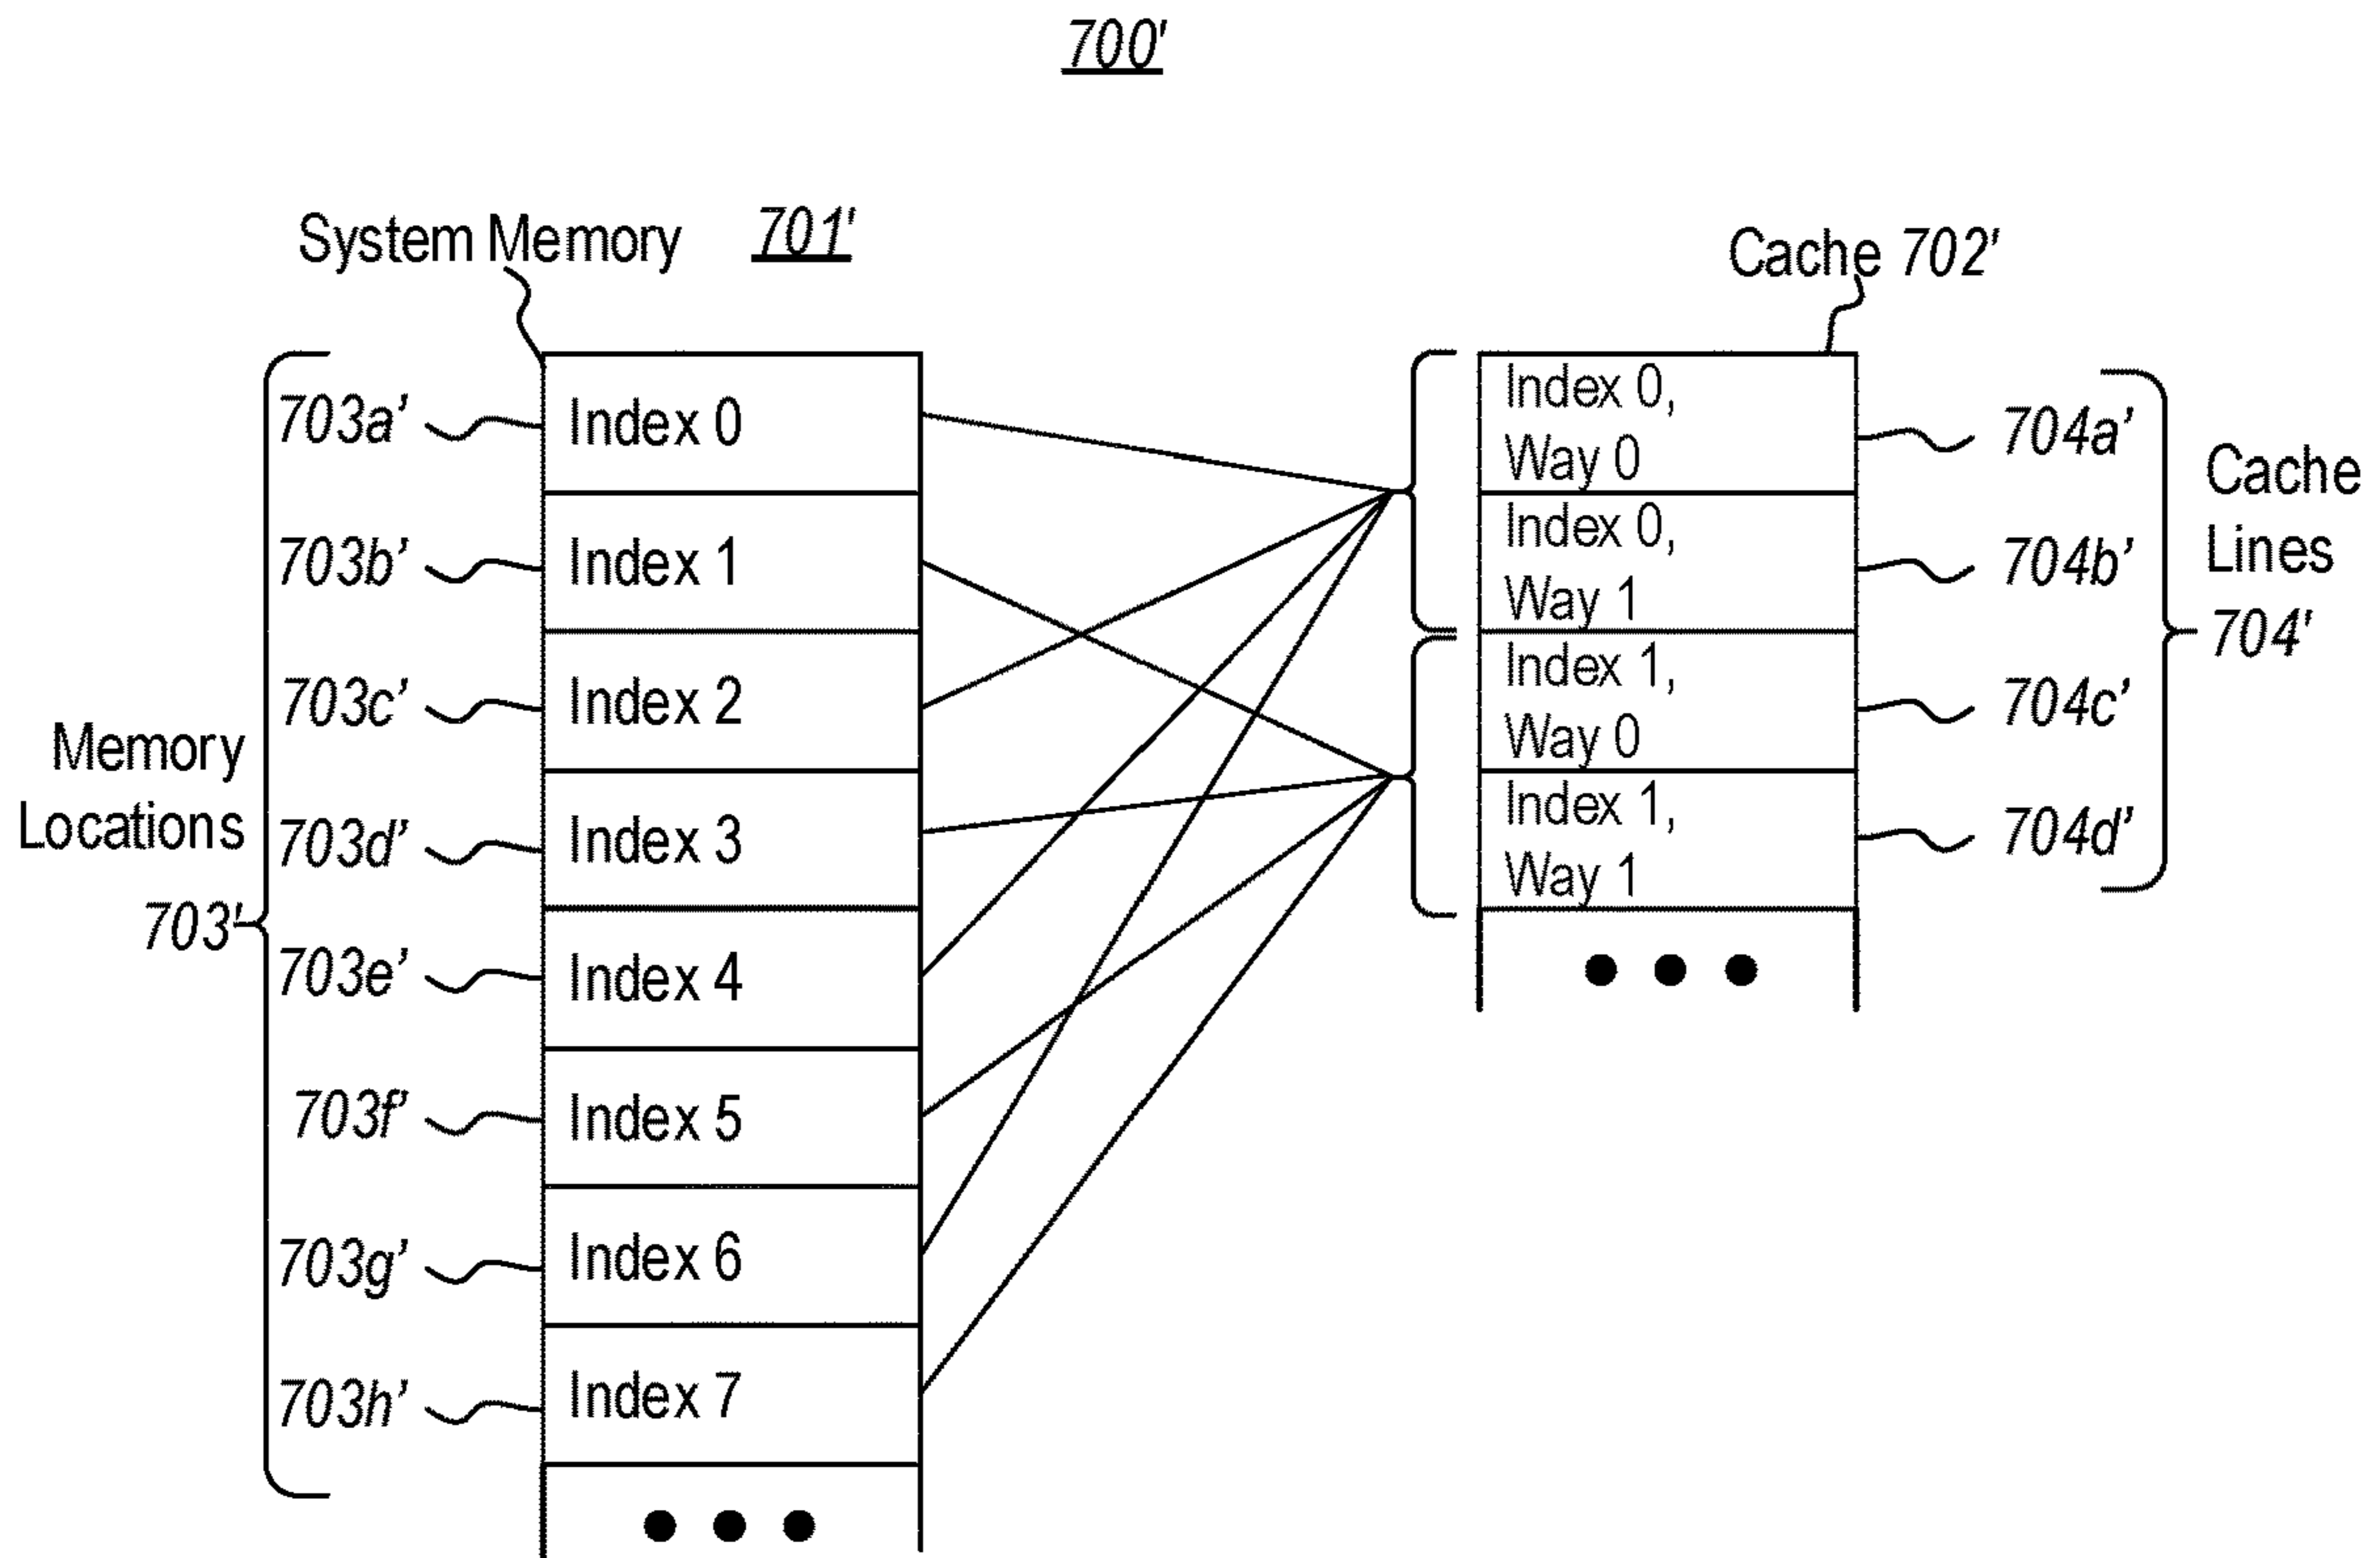 700'
System Memory 701'
Cache 702'
Memory
Locations
703'
703a'
703b'
703c'
703d'
703e'
703f'
703g'
703h'
Index 0
Index 1
Index 2
Index 3
Index 4
Index 5
Index 6
Index 7
Index 0,
Way 0
Index 0,
Way 1
Index 1,
Way 0
Index 1,
Way 1
704a'
704b'
704c'
704d'
Cache
Lines
704'